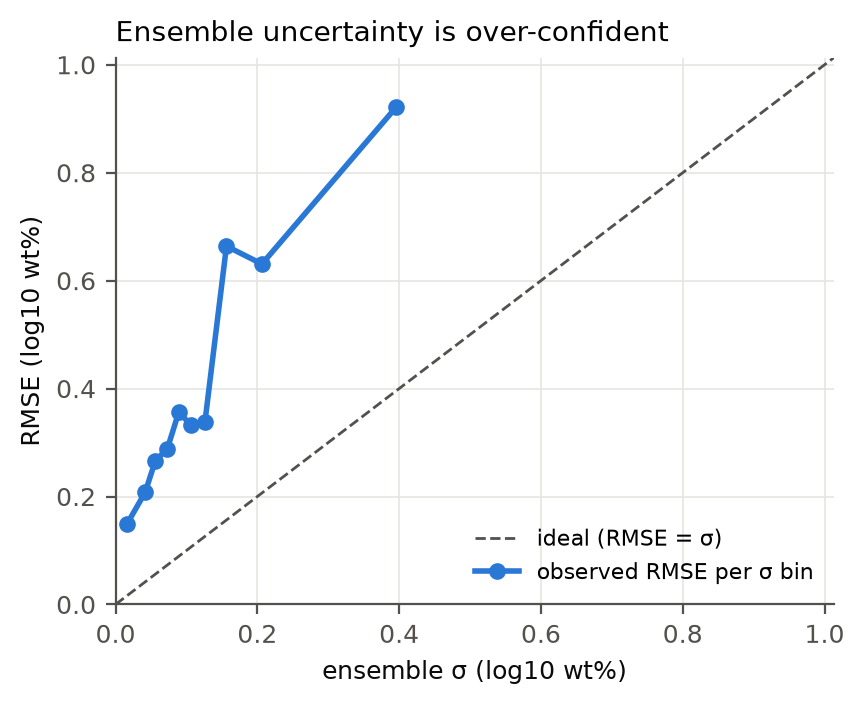 Ensemble uncertainty is over-confident
1.0
0.8
0.6
0.4
0.2
0.0
RMSE (log10 wt%)
ideal (RMSE = σ)
observed RMSE per σ bin
0.0 0.2 0.4 0.6 0.8 1.0
ensemble σ (log10 wt%)